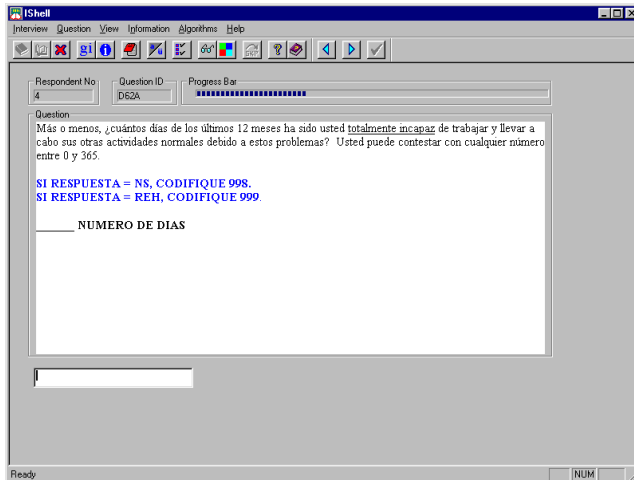 IShell
Interview Question View Information Algorithms Help
gi
Respondent No
Question ID
Progress Bar
4
D62A
Question
Más o menos, ¿cuántos días de los últimos 12 meses ha sido usted totalmente incapaz de trabajar y llevar a
cabo sus otras actividades normales debido a estos problemas? Usted puede contestar con cualquier número
entre 0 y 365.
SI RESPUESTA = NS, CODIFIQUE 998.
SI RESPUESTA = REH, CODIFIQUE 999.
______ NUMERO DE DIAS
Ready
NUM